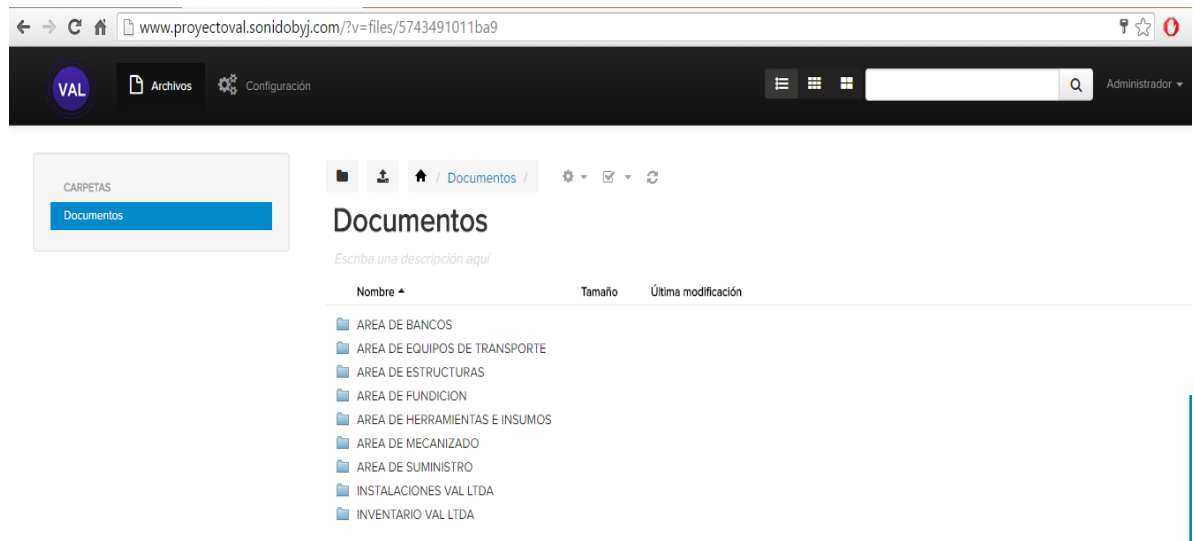 www.proyectoval.sonidobyj.com/?v=files/5743491011ba9
VAL Archivos Configuración Administrador
CARPETAS
Documentos
/ Documentos /
Documentos
Escriba una descripción aquí
Nombre Tamaño Última modificación
AREA DE BANCOS
AREA DE EQUIPOS DE TRANSPORTE
AREA DE ESTRUCTURAS
AREA DE FUNDICION
AREA DE HERRAMIENTAS E INSUMOS
AREA DE MECANIZADO
AREA DE SUMINISTRO
INSTALACIONES VAL LTDA
INVENTARIO VAL LTDA